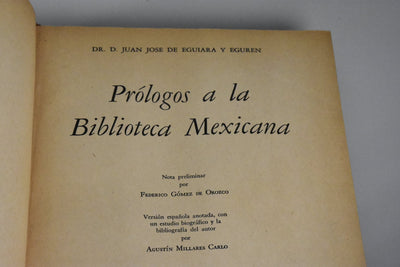 DR. D. JUAN JOSE DE EGUIARA Y EGUREN
Prólogos a la
Biblioteca Mexicana
Nota preliminar
por
FEDERICO GÓMEZ DE OROZCO
Versión española anotada, con
un estudio biográfico y la
bibliografía del autor
por
AGUSTÍN MILLARES CARLO